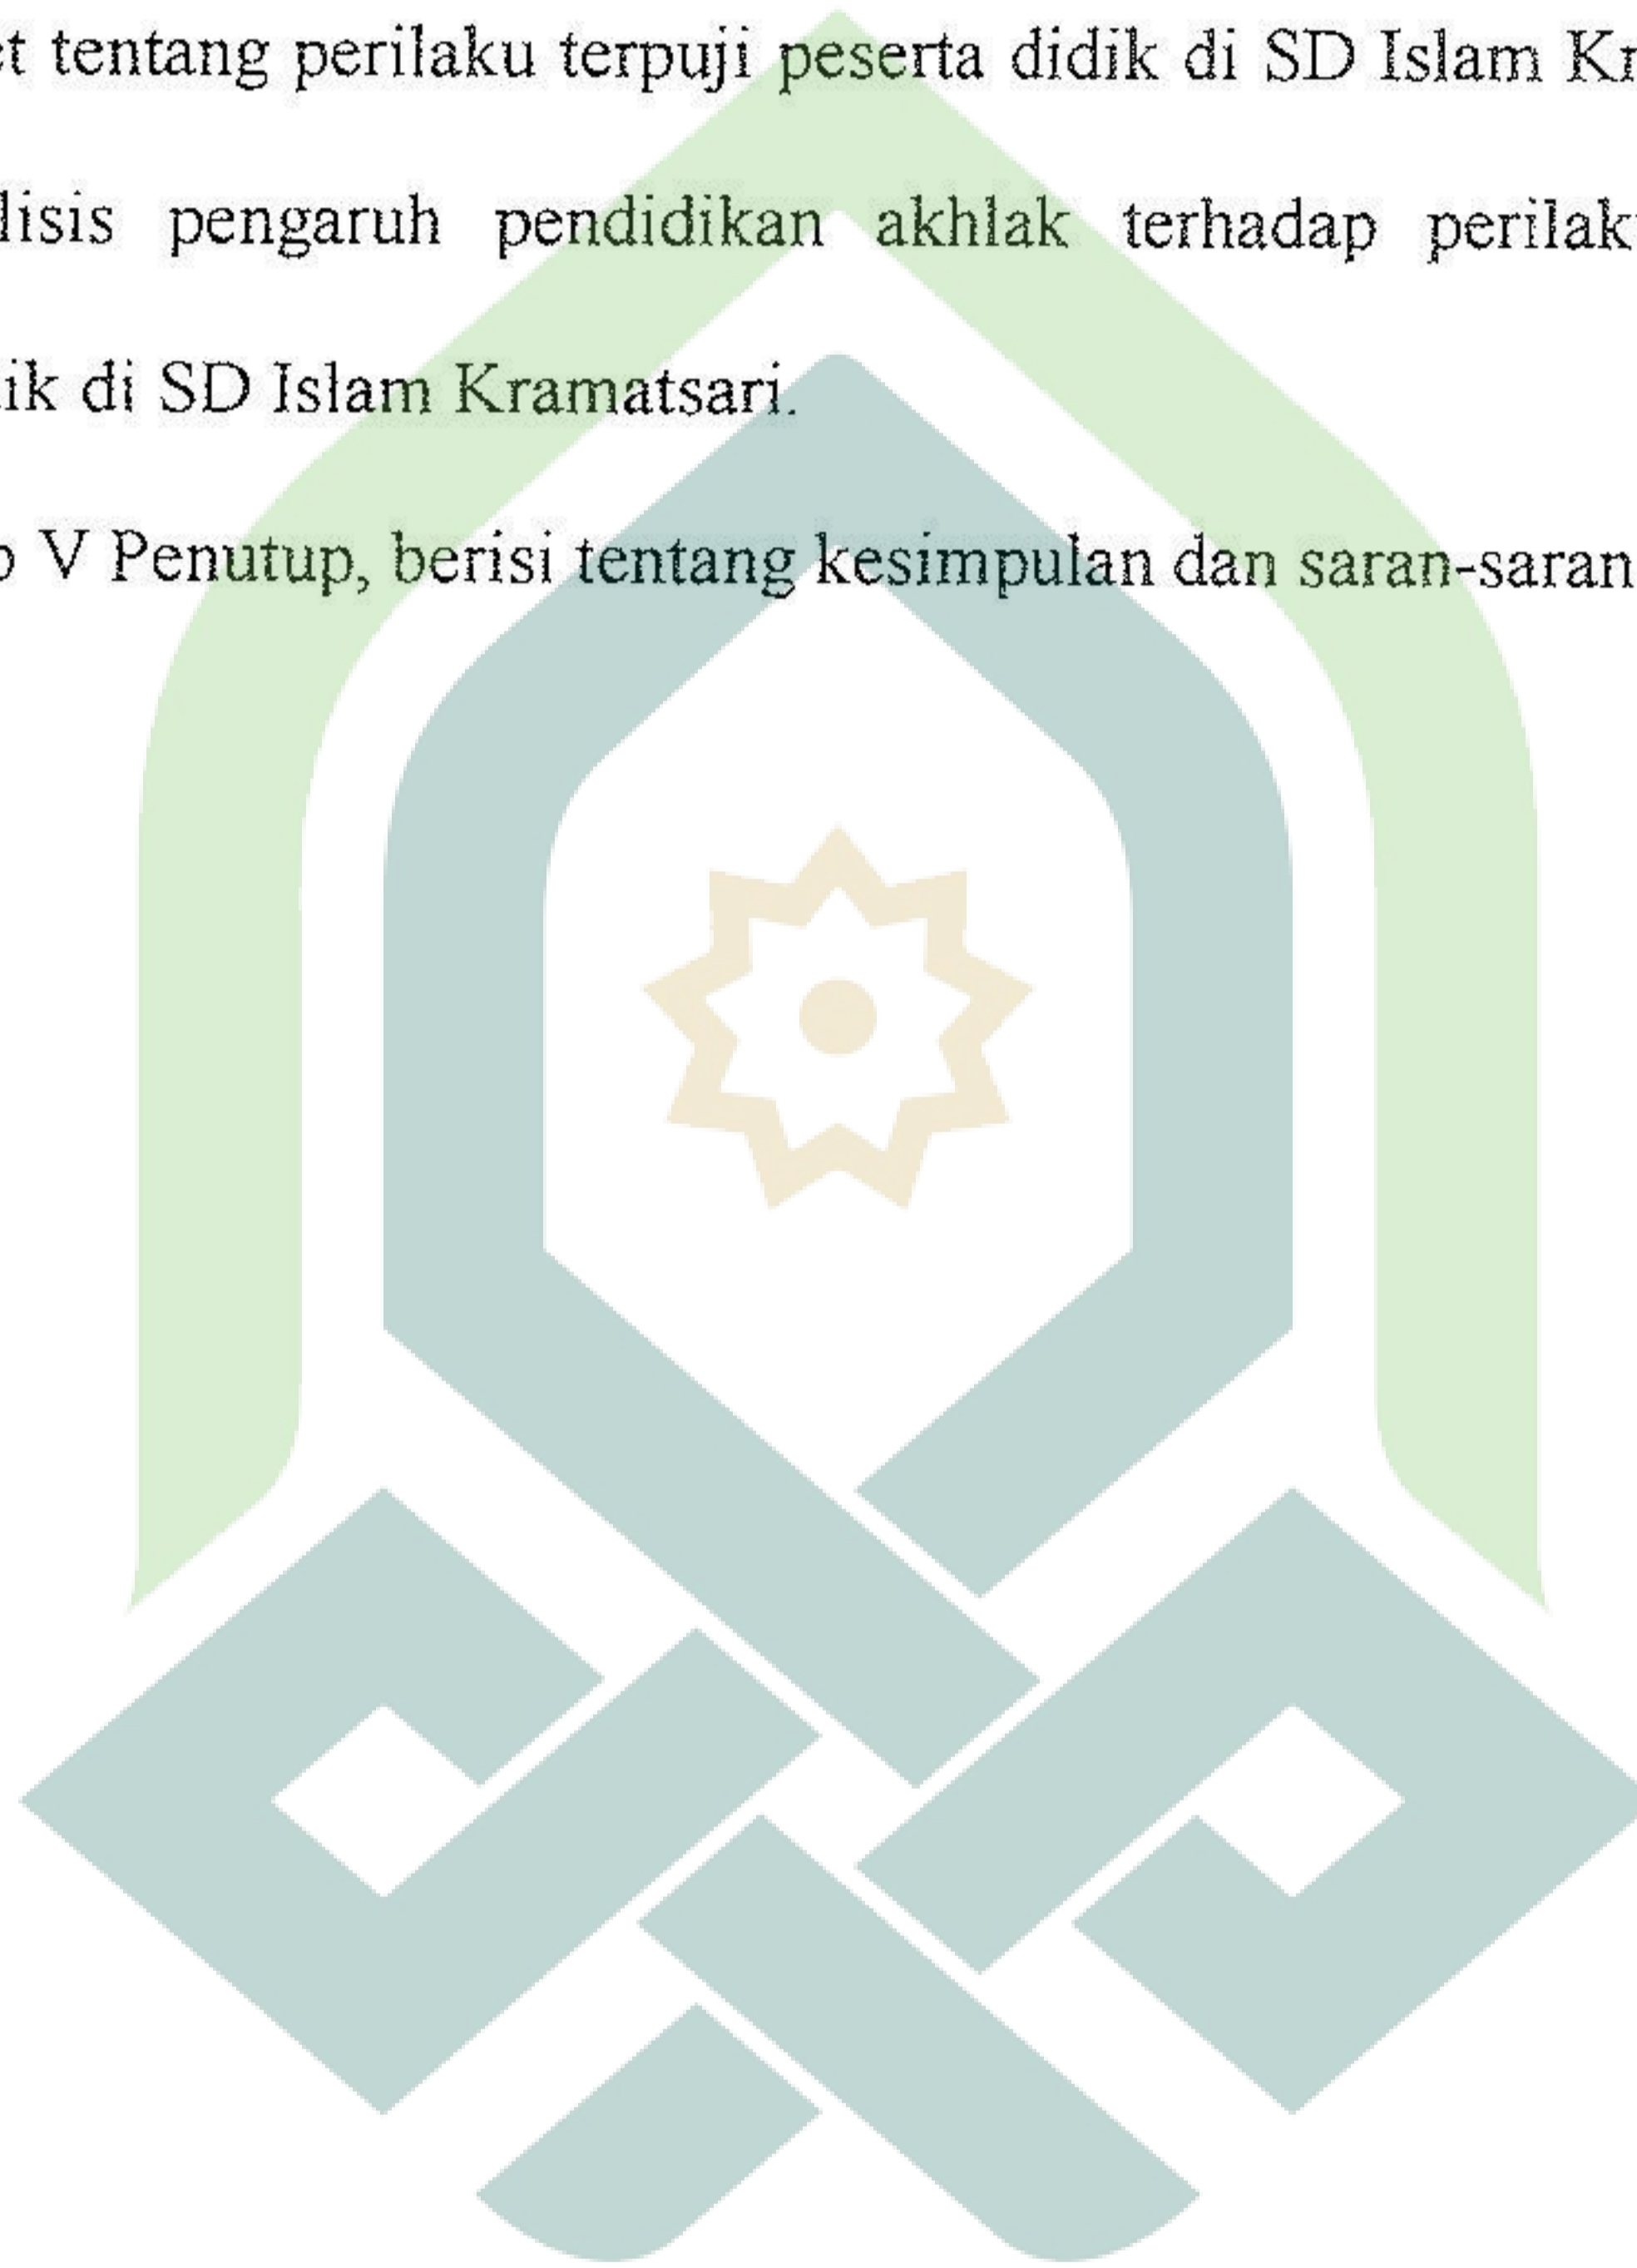 tentang perilaku terpuji peserta didik di SD Islam
pengaruh pendidikan akhlak terhadap
di SD Islam Kramatsari.
V Penutup, berisi tentang kesimpulan dan saran-saran